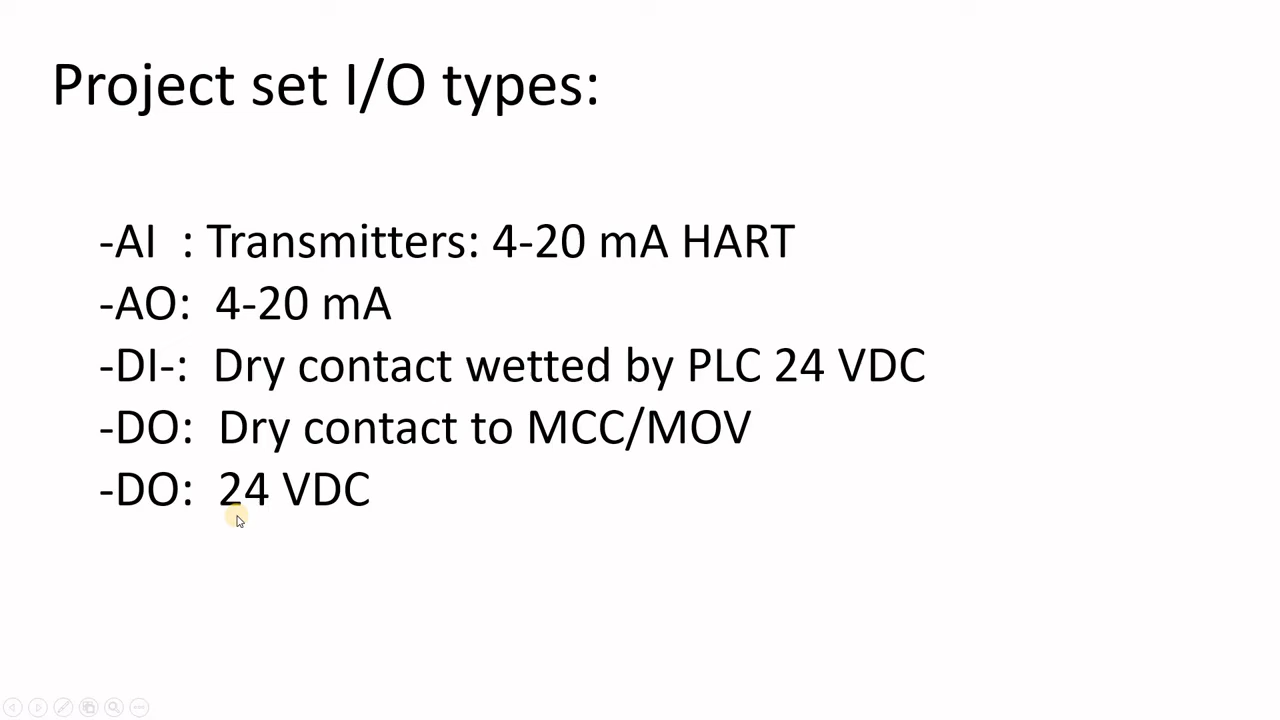 Project set I/O types:
-AI : Transmitters: 4-20 mA HART
-AO: 4-20 mA
-DI-: Dry contact wetted by PLC 24 VDC
-DO: Dry contact to MCC/MOV
-DO: 24 VDC